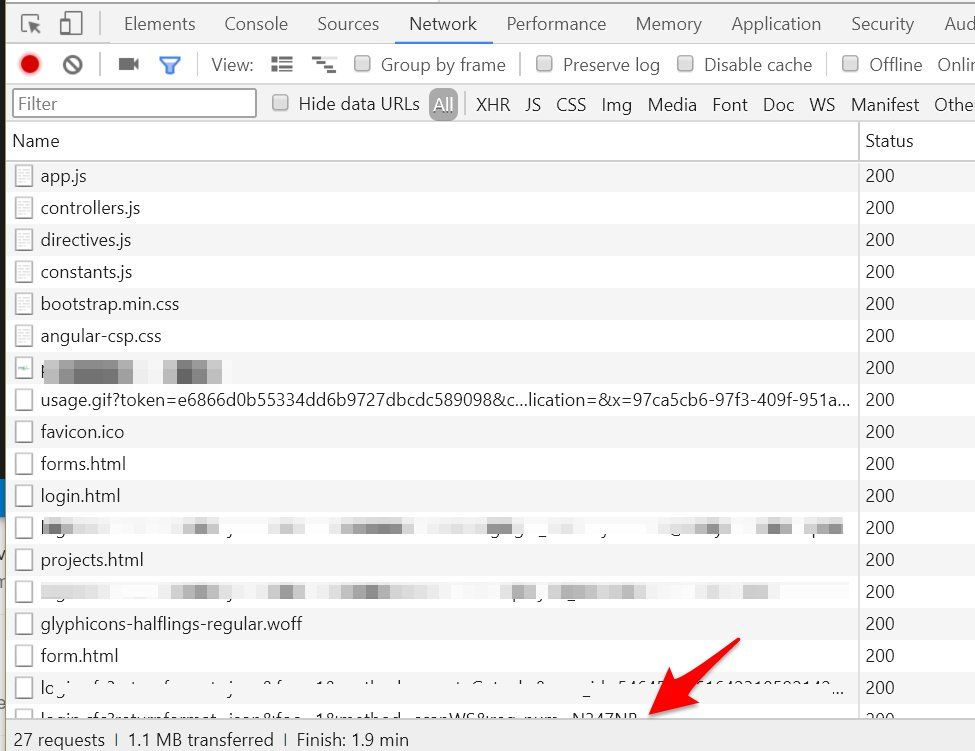 Elements Console Sources Network Performance Memory Application Security Aud
View: Group by frame Preserve log Disable cache Offline Onlin
Filter Hide data URLs All XHR JS CSS Img Media Font Doc WS Manifest Othe
Name Status
app.js 200
controllers.js 200
directives.js 200
constants.js 200
bootstrap.min.css 200
angular-csp.css 200
200
usage.gif?token=e6866d0b55334dd6b9727dbcdc589098&c...lication=&x=97ca5cb6-97f3-409f-951a... 200
favicon.ico 200
forms.html 200
login.html 200
200
projects.html 200
200
glyphicons-halflings-regular.woff 200
form.html 200
200
200
27 requests | 1.1 MB transferred | Finish: 1.9 min